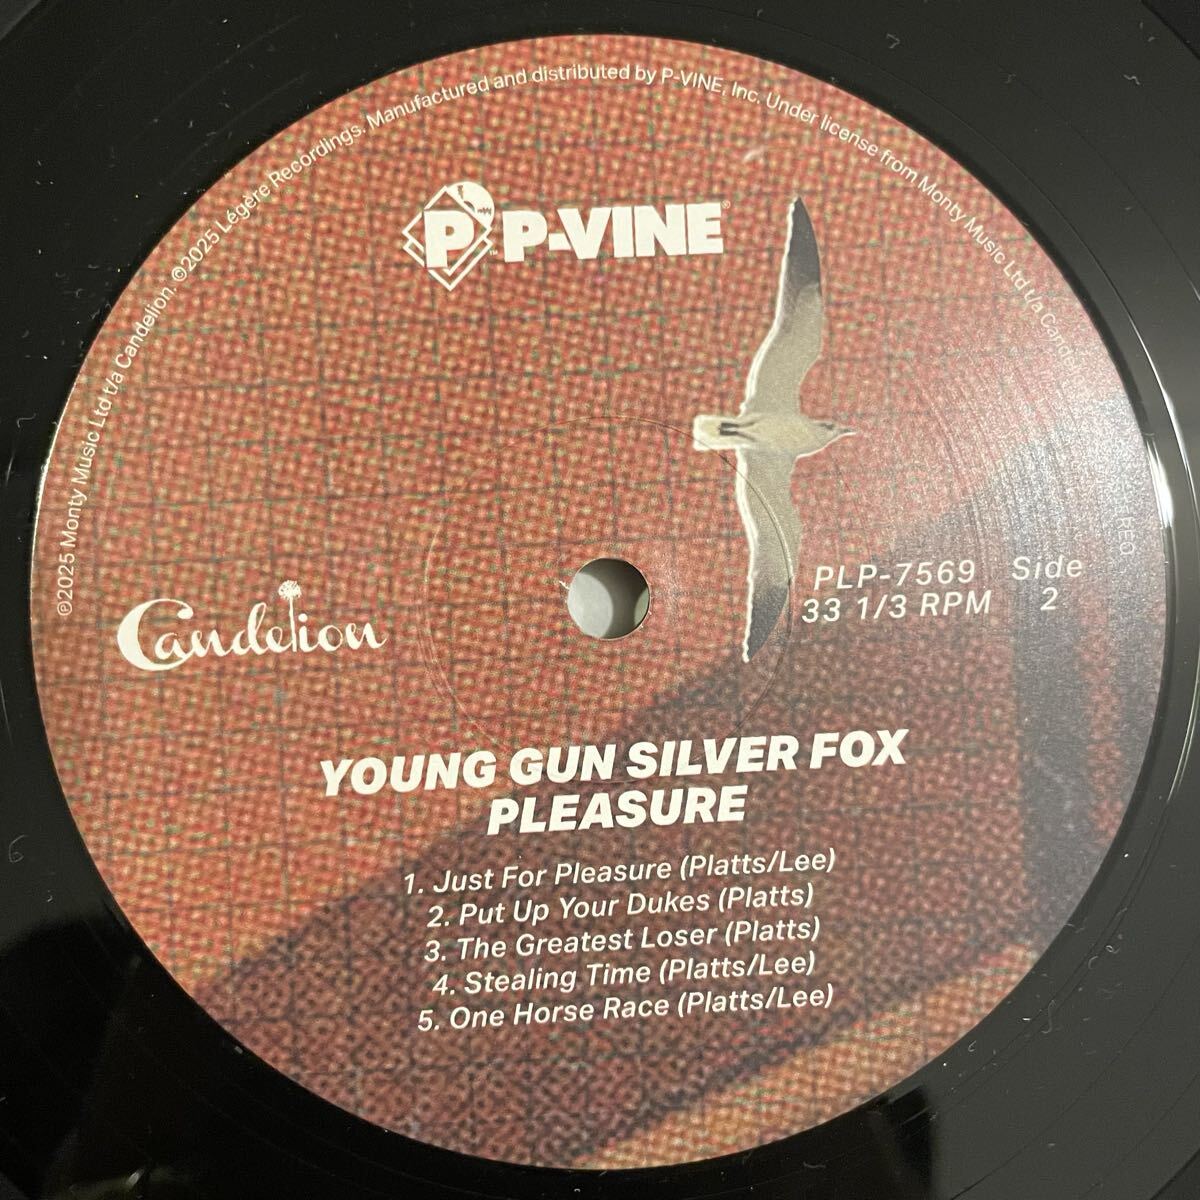 ℗2025 Monty Music Ltd t/a Candelion. ©2025 Légère Recordings. Manufactured and distributed by P-VINE, Inc. Under license from Monty Music Ltd t/a
P P-VINE®
Candelion
PLP-7569 Side
33 1/3 RPM 2
YOUNG GUN SILVER FOX
PLEASURE
1. Just For Pleasure (Platts/Lee)
2. Put Up Your Dukes (Platts)
3. The Greatest Loser (Platts)
4. Stealing Time (Platts/Lee)
5. One Horse Race (Platts/Lee)